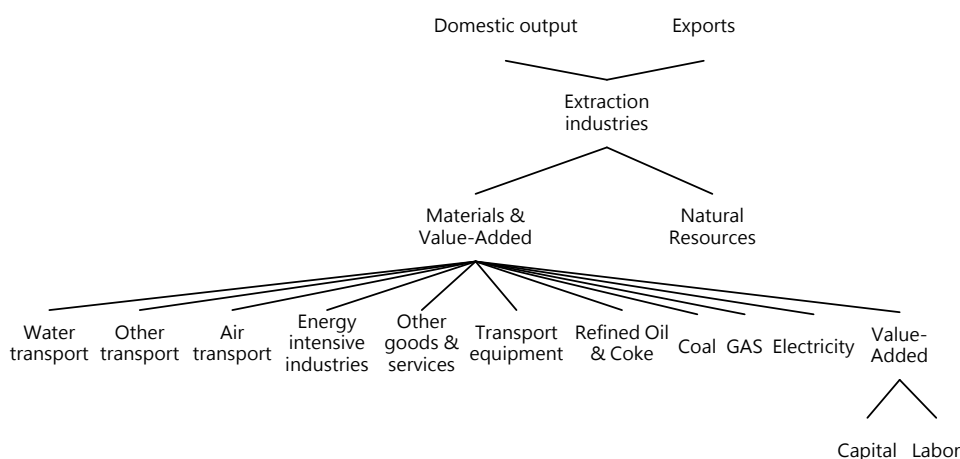 Domestic output Exports
Extraction
industries
Materials &
Value-Added
Natural
Resources
Water
transport
Other
transport
Air
transport
Energy
intensive
industries
Other
goods &
services
Transport
equipment
Refined Oil
& Coke
Coal GAS Electricity
Value-
Added
Capital Labor